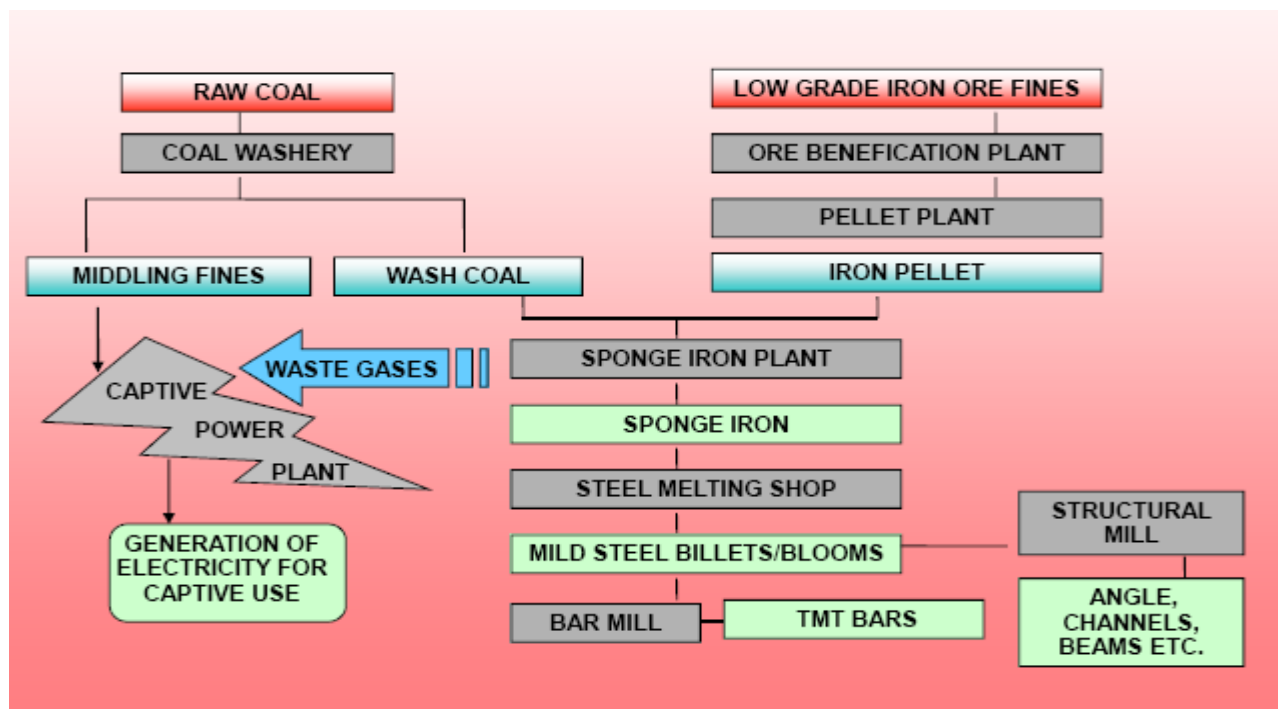 RAW COAL
LOW GRADE IRON ORE FINES
COAL WASHERY
ORE BENEFICATION PLANT
PELLET PLANT
MIDDLING FINES
WASH COAL
IRON PELLET
SPONGE IRON PLANT
WASTE GASES
CAPTIVE
POWER
PLANT
SPONGE IRON
STEEL MELTING SHOP
STRUCTURAL
MILL
GENERATION OF
ELECTRICITY FOR
CAPTIVE USE
MILD STEEL BILLETS/BLOOMS
BAR MILL
TMT BARS
ANGLE,
CHANNELS,
BEAMS ETC.